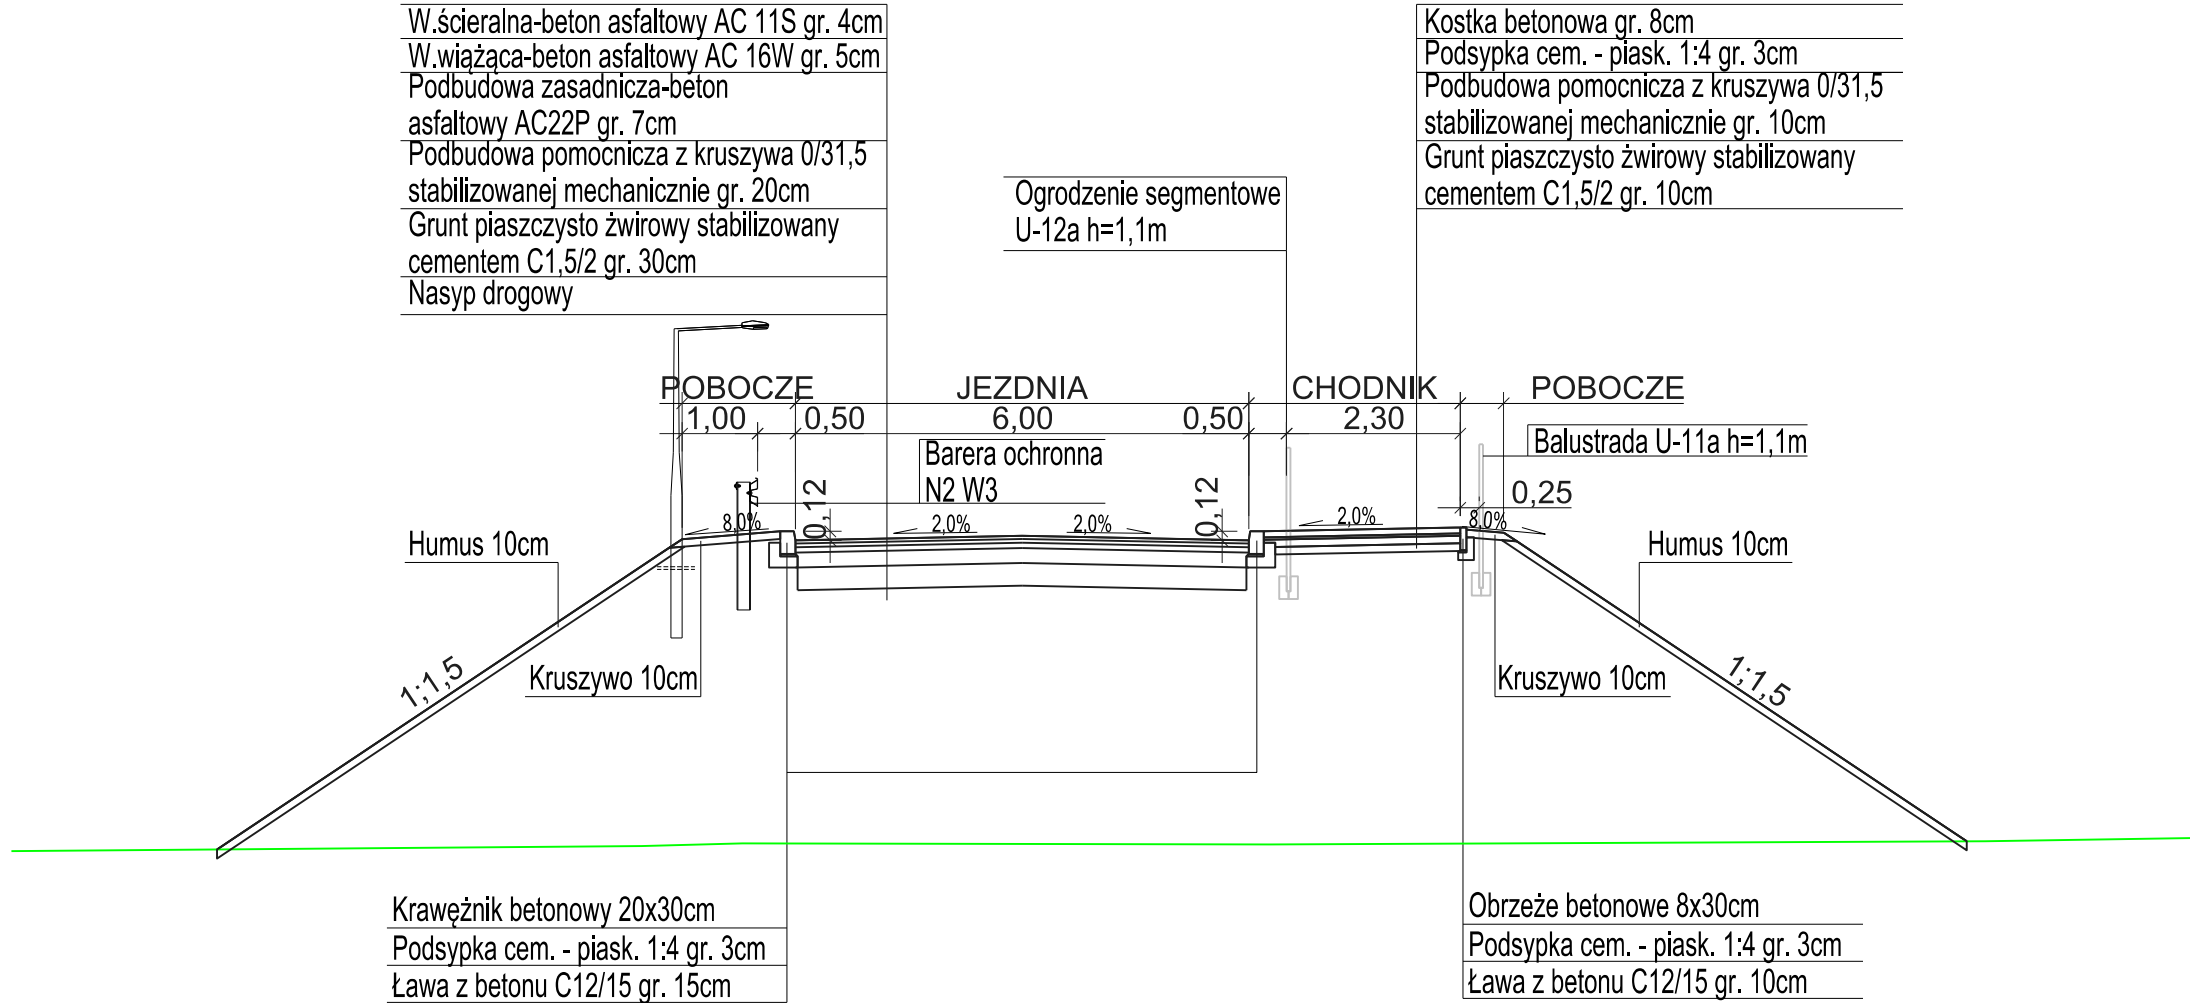 W.ścieralna-beton asfaltowy AC 11S gr. 4cm
W.wiążąca-beton asfaltowy AC 16W gr. 5cm
Podbudowa zasadnicza-beton
asfaltowy AC22P gr. 7cm
Podbudowa pomocnicza z kruszywa 0/31,5
stabilizowanej mechanicznie gr. 20cm
Grunt piaszczysto żwirowy stabilizowany
cementem C1,5/2 gr. 30cm
Nasyp drogowy
Ogrodzenie segmentowe
U-12a h=1,1m
Kostka betonowa gr. 8cm
Podsypka cem. - piask. 1:4 gr. 3cm
Podbudowa pomocnicza z kruszywa 0/31,5
stabilizowanej mechanicznie gr. 10cm
Grunt piaszczysto żwirowy stabilizowany
cementem C1,5/2 gr. 10cm
POBOCZE JEZDNIA CHODNIK POBOCZE
1,00 0,50 6,00 0,50 2,30
Barera ochronna
N2 W3
Balustrada U-11a h=1,1m
0,25
0,12
0,12
8,0% 2,0% 2,0% 2,0% 8,0%
Humus 10cm
Humus 10cm
1;1,5
Kruszywo 10cm
Kruszywo 10cm
1;1,5
Krawężnik betonowy 20x30cm
Podsypka cem. - piask. 1:4 gr. 3cm
Ława z betonu C12/15 gr. 15cm
Obrzeże betonowe 8x30cm
Podsypka cem. - piask. 1:4 gr. 3cm
Ława z betonu C12/15 gr. 10cm